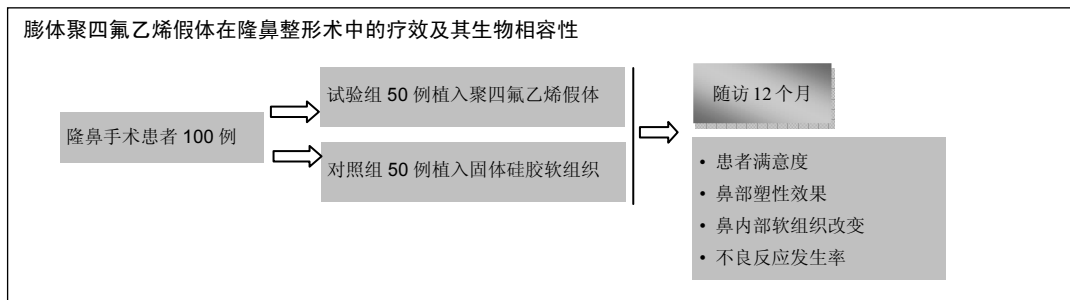 膨体聚四氟乙烯假体在隆鼻整形术中的疗效及其生物相容性
隆鼻手术患者 100 例
试验组 50 例植入聚四氟乙烯假体
对照组 50 例植入固体硅胶软组织
随访 12 个月
• 患者满意度
• 鼻部塑性效果
• 鼻内部软组织改变
• 不良反应发生率